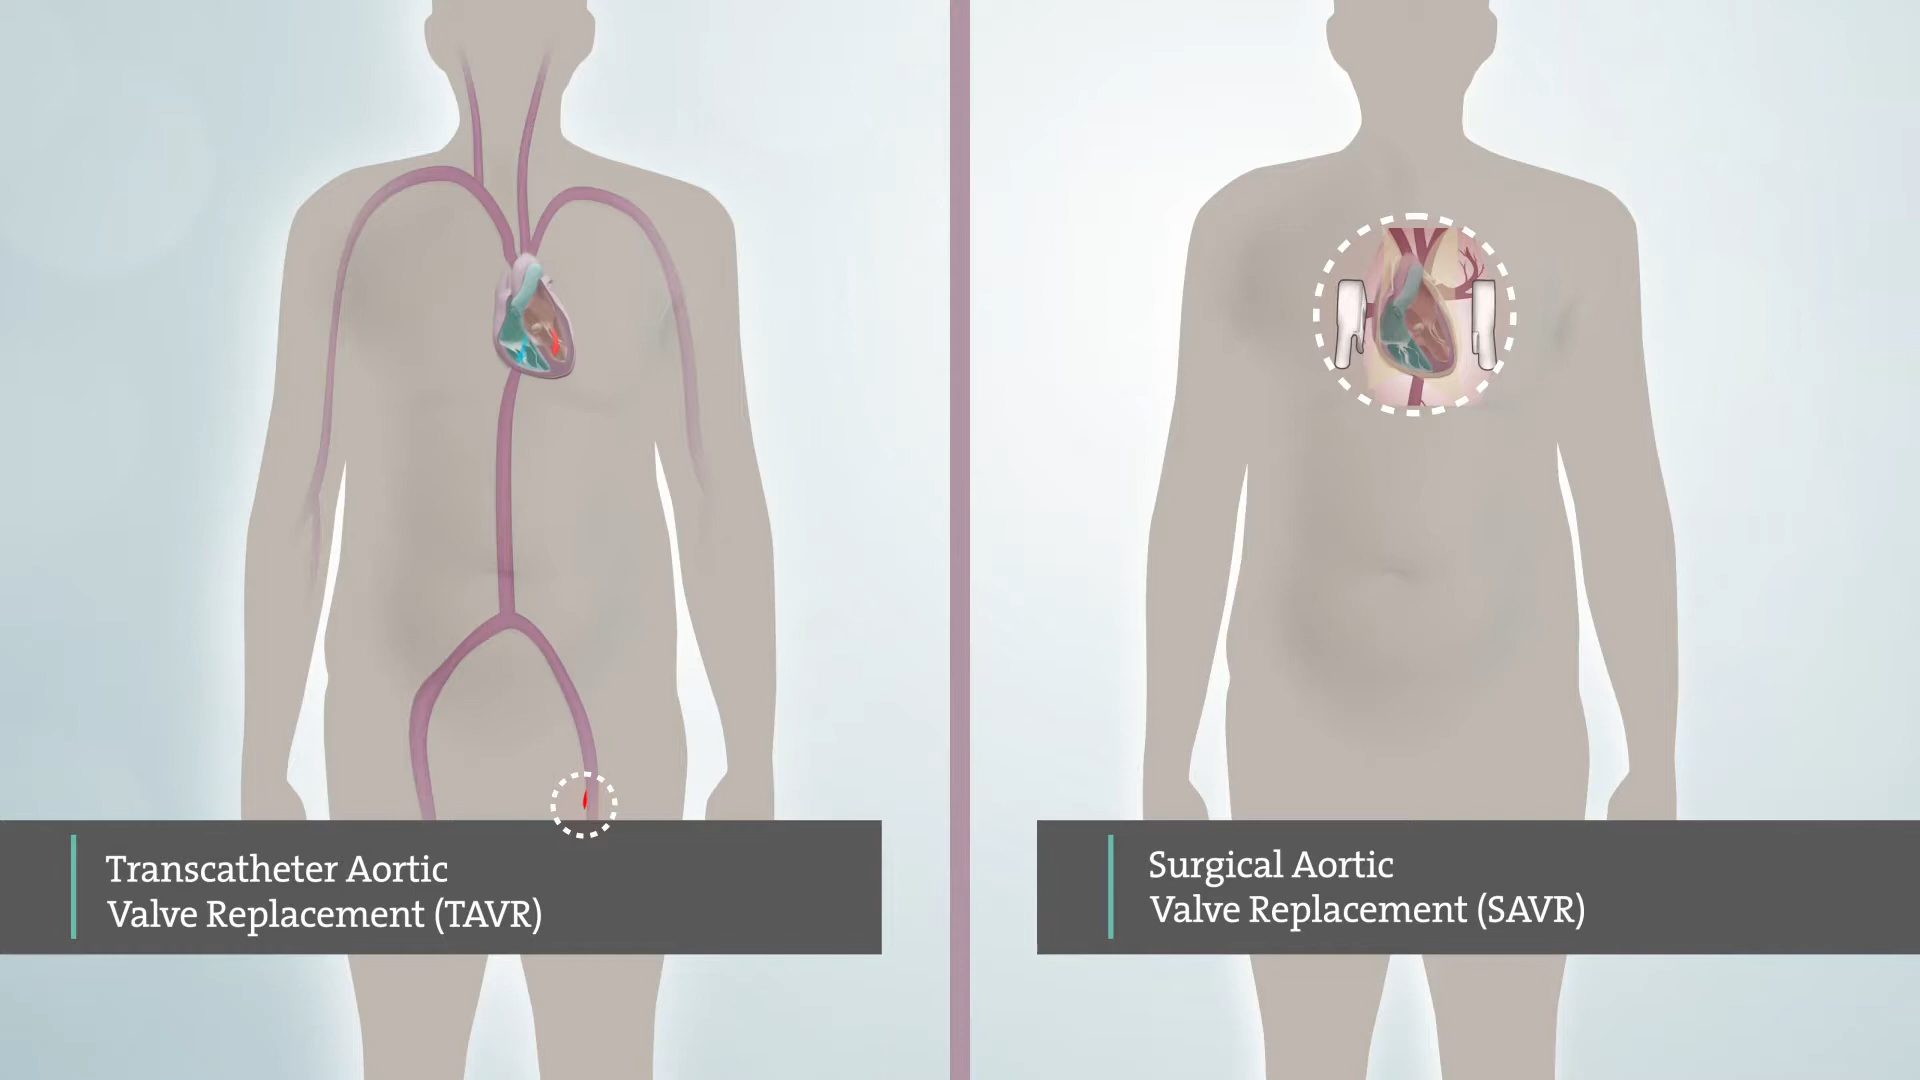 Transcatheter Aortic
Valve Replacement (TAVR)
Surgical Aortic
Valve Replacement (SAVR)